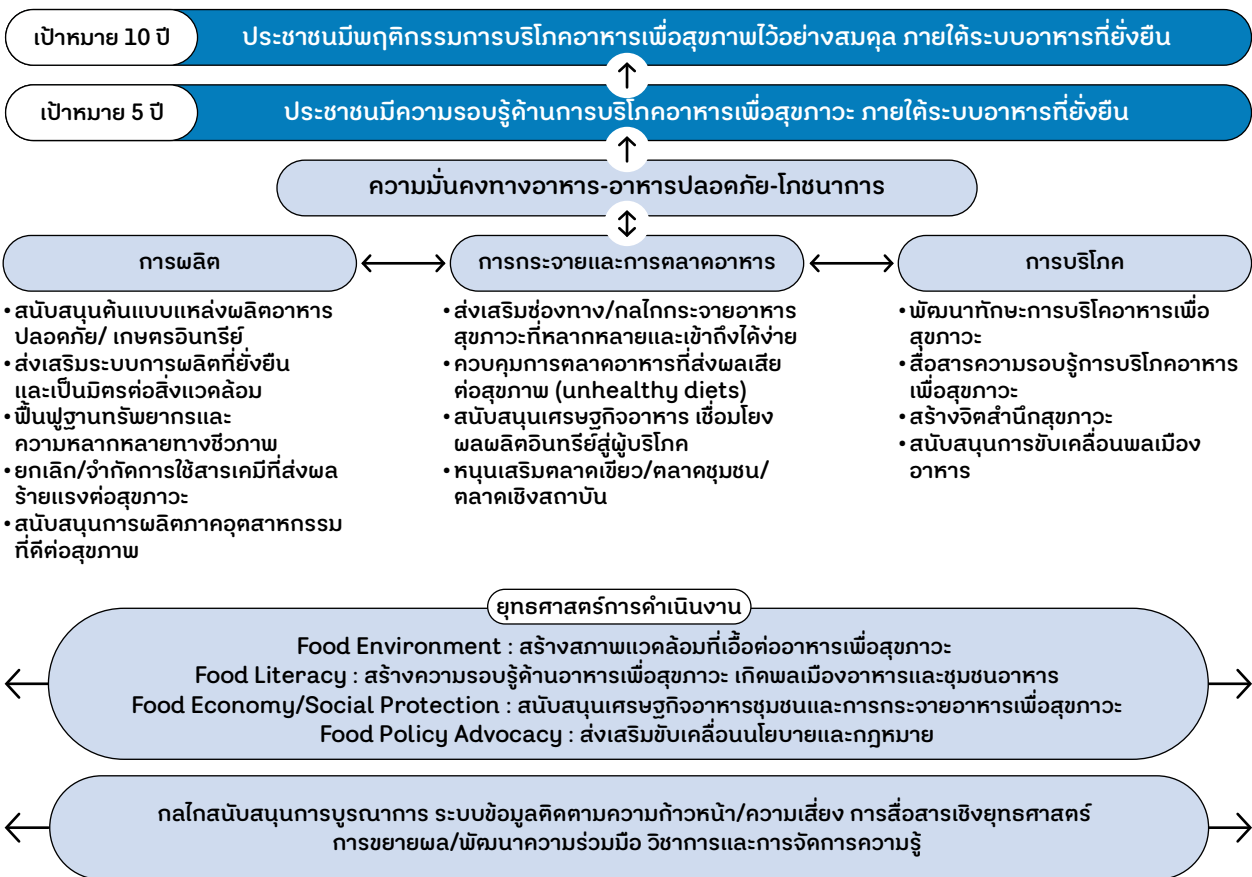 เป้าหมาย 10 ปี
ประชาชนมีพฤติกรรมการบริโภคอาหารเพื่อสุขภาพไว้อย่างสมดุล ภายใต้ระบบอาหารที่ยั่งยืน
เป้าหมาย 5 ปี
ประชาชนมีความรอบรู้ด้านการบริโภคอาหารเพื่อสุขภาวะ ภายใต้ระบบอาหารที่ยั่งยืน
ความมั่นคงทางอาหาร-อาหารปลอดภัย-โภชนาการ
การผลิต
• สนับสนุนต้นแบบแหล่งผลิตอาหาร
ปลอดภัย/ เกษตรอินทรีย์
• ส่งเสริมระบบการผลิตที่ยั่งยืน
และเป็นมิตรต่อสิ่งแวดล้อม
• ฟื้นฟูฐานทรัพยากรและ
ความหลากหลายทางชีวภาพ
• ยกเลิก/จำกัดการใช้สารเคมีที่ส่งผล
ร้ายแรงต่อสุขภาวะ
• สนับสนุนการผลิตภาคอุตสาหกรรม
ที่ดีต่อสุขภาพ
การกระจายและการตลาดอาหาร
• ส่งเสริมช่องทาง/กลไกกระจายอาหาร
สุขภาวะที่หลากหลายและเข้าถึงได้ง่าย
• ควบคุมการตลาดอาหารที่ส่งผลเสีย
ต่อสุขภาพ (unhealthy diets)
• สนับสนุนเศรษฐกิจอาหาร เชื่อมโยง
ผลผลิตอินทรีย์สู่ผู้บริโภค
• หนุนเสริมตลาดเขียว/ตลาดชุมชน/
ตลาดเชิงสถาบัน
การบริโภค
• พัฒนาทักษะการบริโคอาหารเพื่อ
สุขภาวะ
• สื่อสารความรอบรู้การบริโภคอาหาร
เพื่อสุขภาวะ
• สร้างจิตสำนึกสุขภาวะ
• สนับสนุนการขับเคลื่อนพลเมือง
อาหาร
ยุทธศาสตร์การดำเนินงาน
Food Environment : สร้างสภาพแวดล้อมที่เอื้อต่ออาหารเพื่อสุขภาวะ
Food Literacy : สร้างความรอบรู้ด้านอาหารเพื่อสุขภาวะ เกิดพลเมืองอาหารและชุมชนอาหาร
Food Economy/Social Protection : สนับสนุนเศรษฐกิจอาหารชุมชนและการกระจายอาหารเพื่อสุขภาวะ
Food Policy Advocacy : ส่งเสริมขับเคลื่อนนโยบายและกฎหมาย
กลไกสนับสนุนการบูรณาการ ระบบข้อมูลติดตามความก้าวหน้า/ความเสี่ยง การสื่อสารเชิงยุทธศาสตร์
การขยายผล/พัฒนาความร่วมมือ วิชาการและการจัดการความรู้